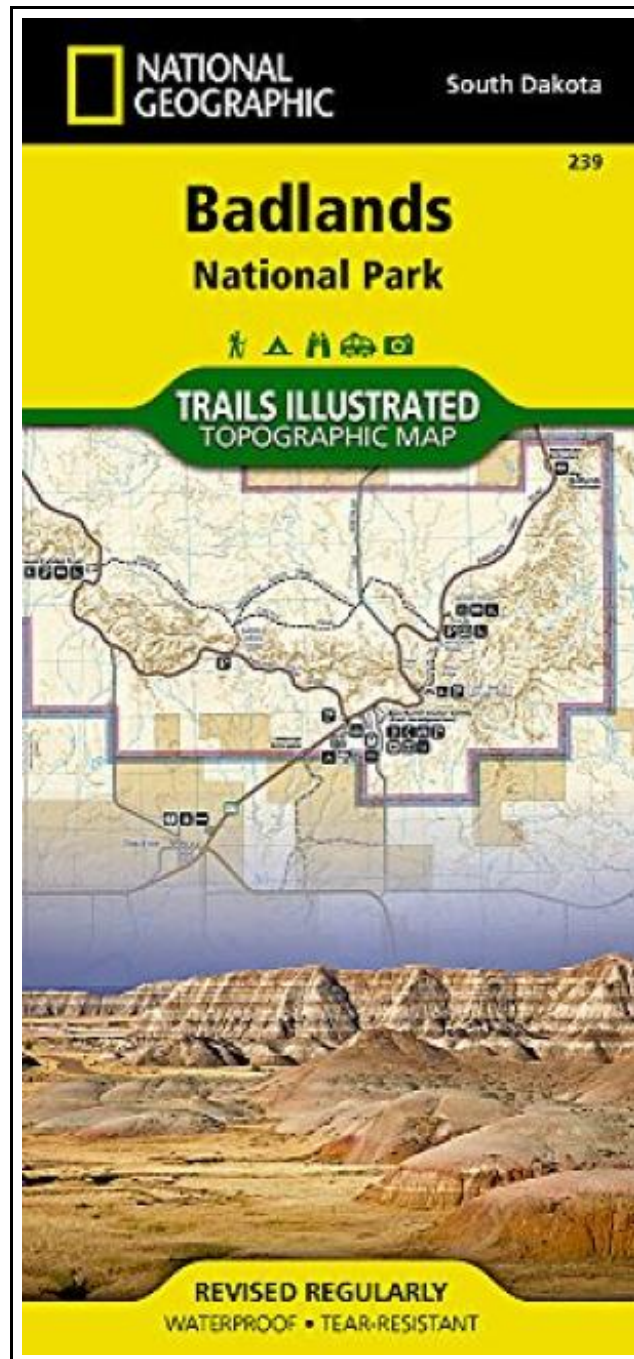 NATIONAL
GEOGRAPHIC
South Dakota
239
Badlands
National Park
TRAILS ILLUSTRATED
TOPOGRAPHIC MAP
REVISED REGULARLY
WATERPROOF • TEAR-RESISTANT